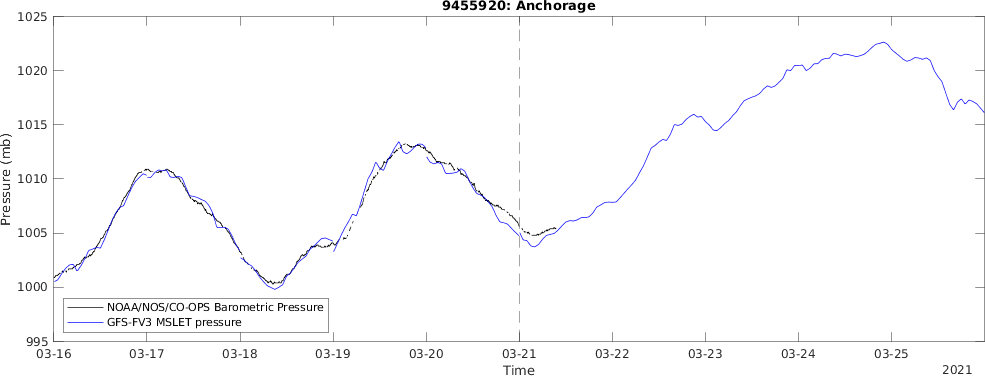 9455920: Anchorage
Pressure (mb)
1025
1020
1015
1010
1005
1000
995
NOAA/NOS/CO-OPS Barometric Pressure
GFS-FV3 MSLET pressure
03-16 03-17 03-18 03-19 03-20 03-21 03-22 03-23 03-24 03-25
Time
2021